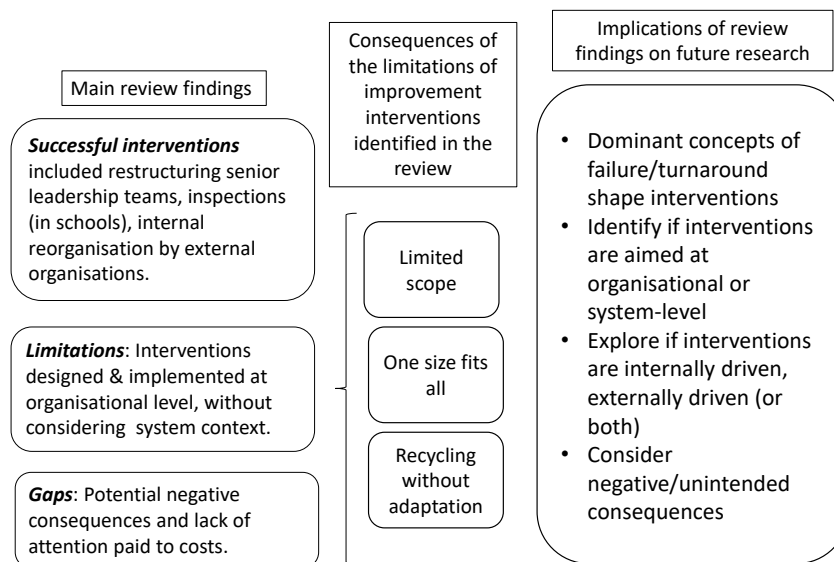 Main review findings
Successful interventions
included restructuring senior
leadership teams, inspections
(in schools), internal
reorganisation by external
organisations.
Limitations: Interventions
designed & implemented at
organisational level, without
considering system context.
Gaps: Potential negative
consequences and lack of
attention paid to costs.
Consequences of
the limitations of
improvement
interventions
identified in the
review
Limited
scope
One size fits
all
Recycling
without
adaptation
Implications of review
findings on future research
• Dominant concepts of
failure/turnaround
shape interventions
• Identify if interventions
are aimed at
organisational or
system-level
• Explore if interventions
are internally driven,
externally driven (or
both)
• Consider
negative/unintended
consequences